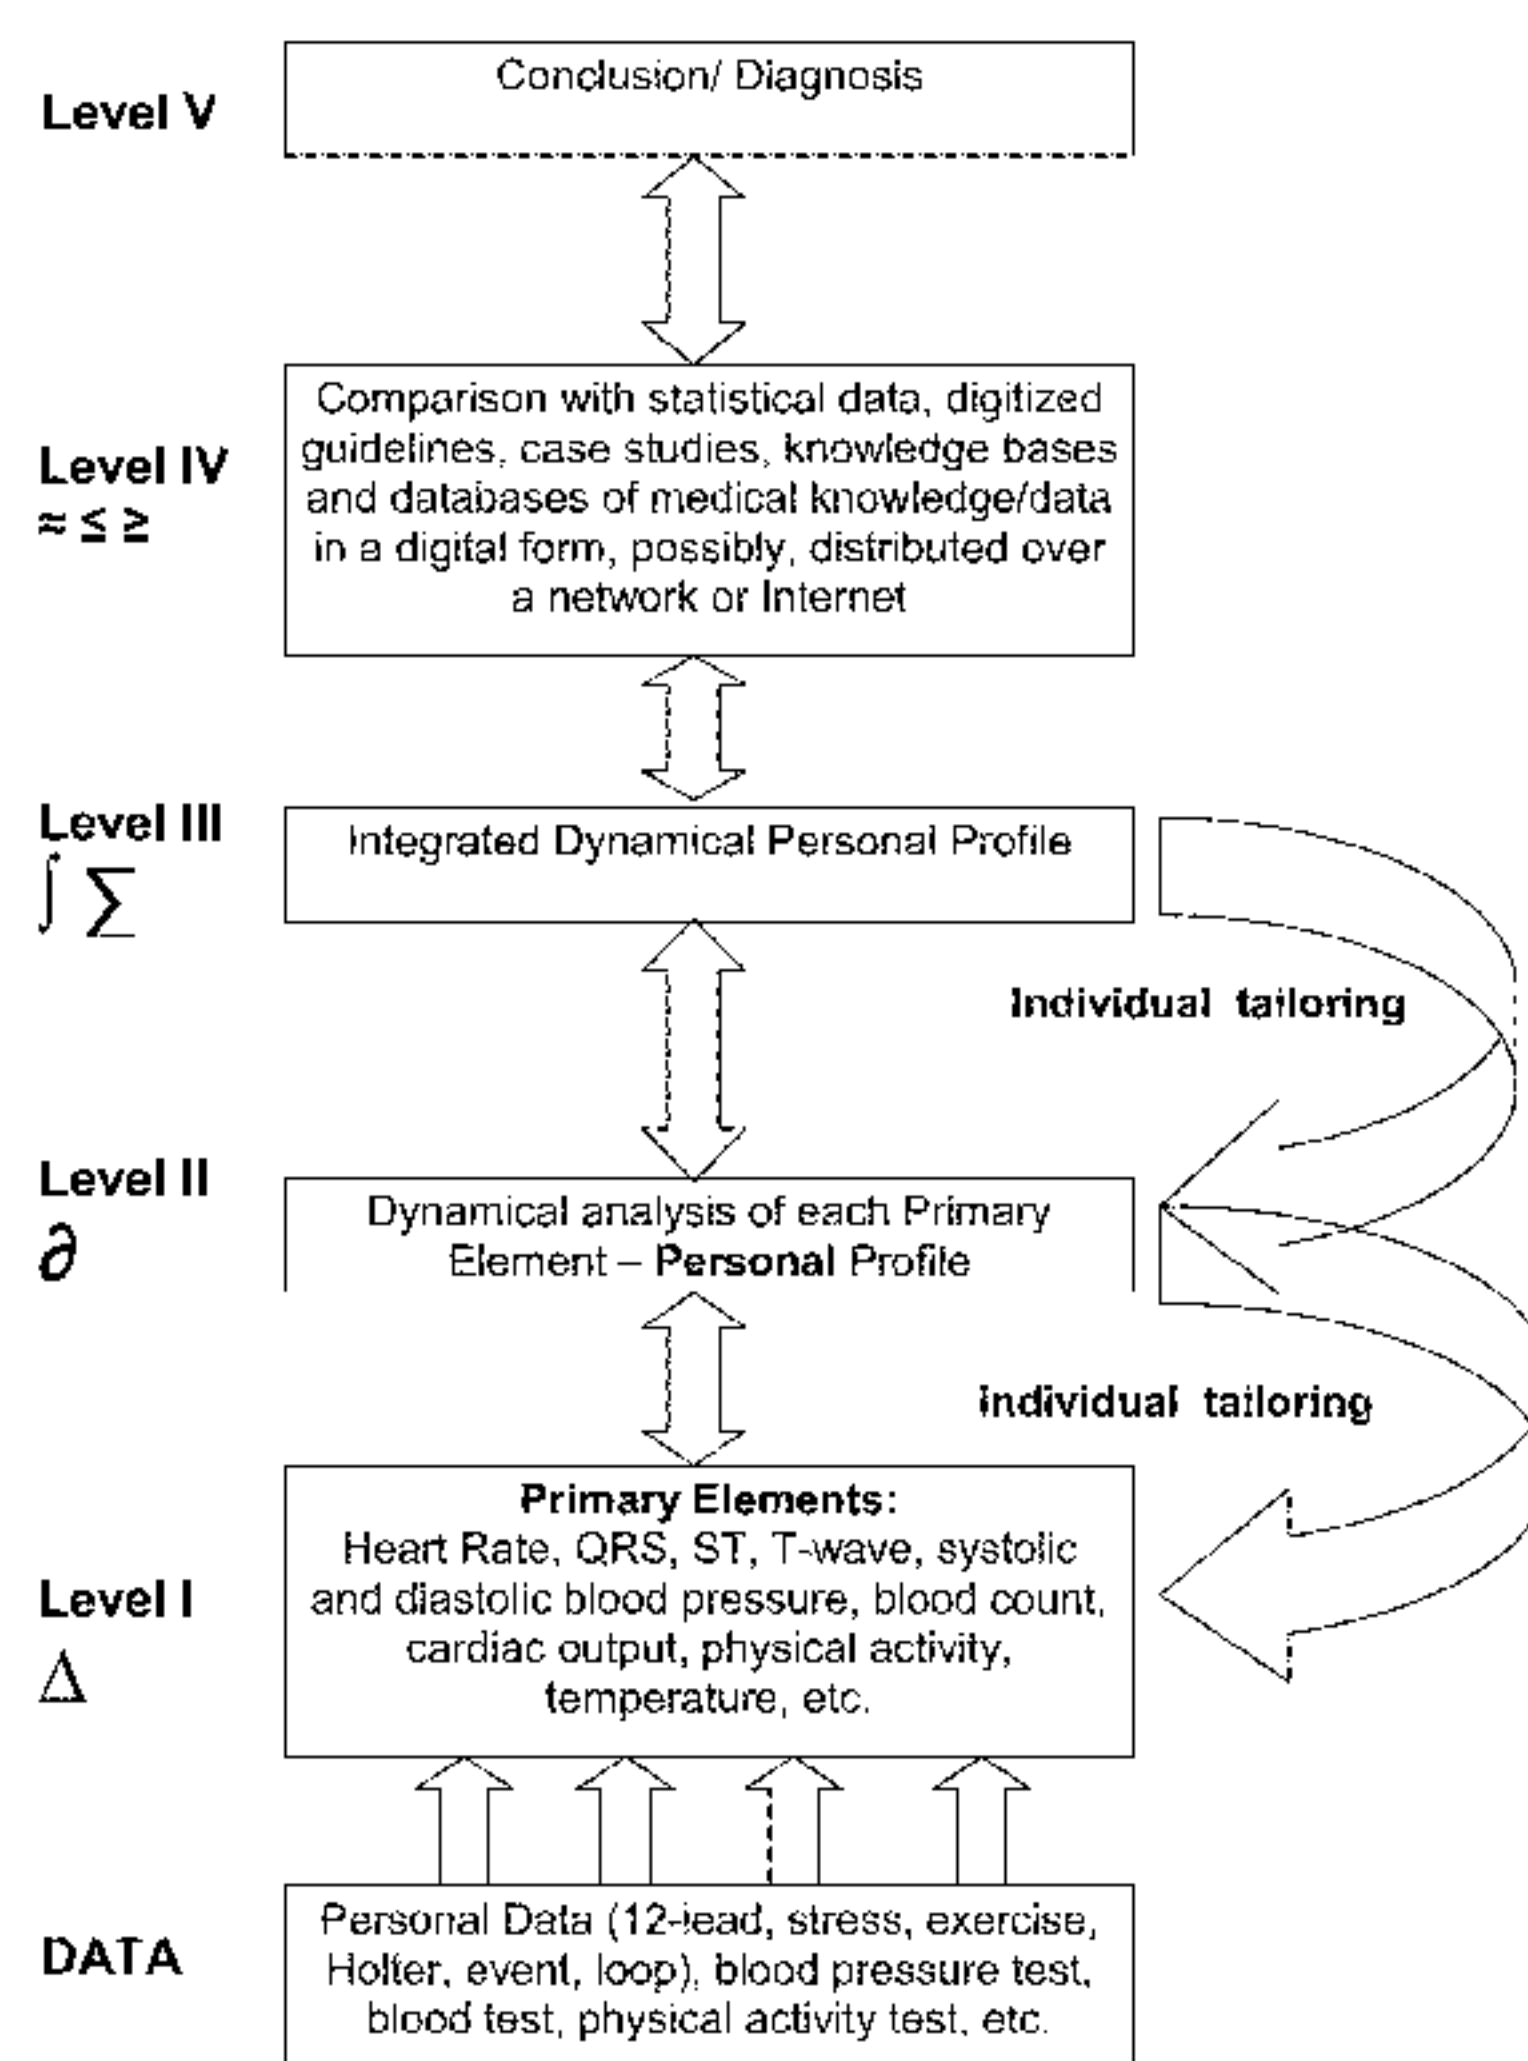 Level V
Conclusion/ Diagnosis
Level IV
≈ ≤ ≥
Comparison with statistical data, digitized
guidelines, case studies, knowledge bases
and databases of medical knowledge/data
in a digital form, possibly, distributed over
a network or Internet
Level III
∫ ∑
Integrated Dynamical Personal Profile
Individual tailoring
Level II
∂
Dynamical analysis of each Primary
Element – Personal Profile
Individual tailoring
Level I
Δ
Primary Elements:
Heart Rate, QRS, ST, T-wave, systolic
and diastolic blood pressure, blood count,
cardiac output, physical activity,
temperature, etc.
DATA
Personal Data (12-lead, stress, exercise,
Holter, event, loop), blood pressure test,
blood test, physical activity test, etc.